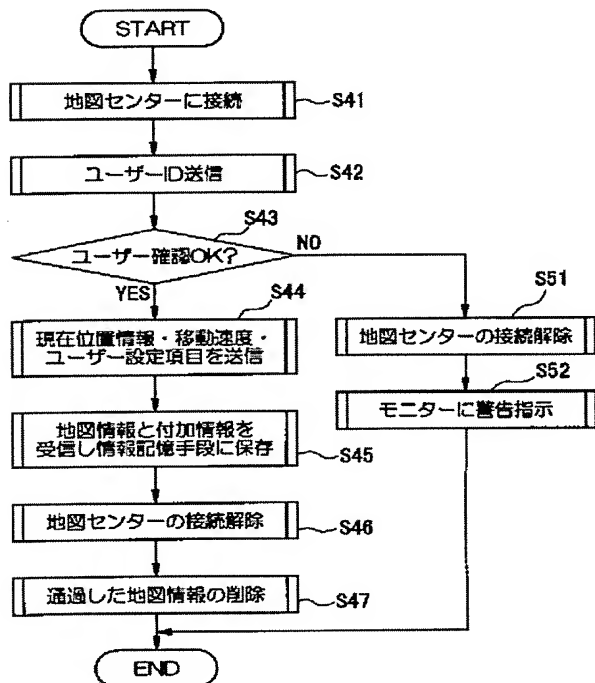 START
地図センターに接続
S41
ユーザーID送信
S42
S43
ユーザー確認OK?
NO
YES
S44
現在位置情報・移動速度・
ユーザー設定項目を送信
地図情報と付加情報を
受信し情報記憶手段に保存
S45
地図センターの接続解除
S46
通過した地図情報の削除
S47
S51
地図センターの接続解除
S52
モニターに警告指示
END